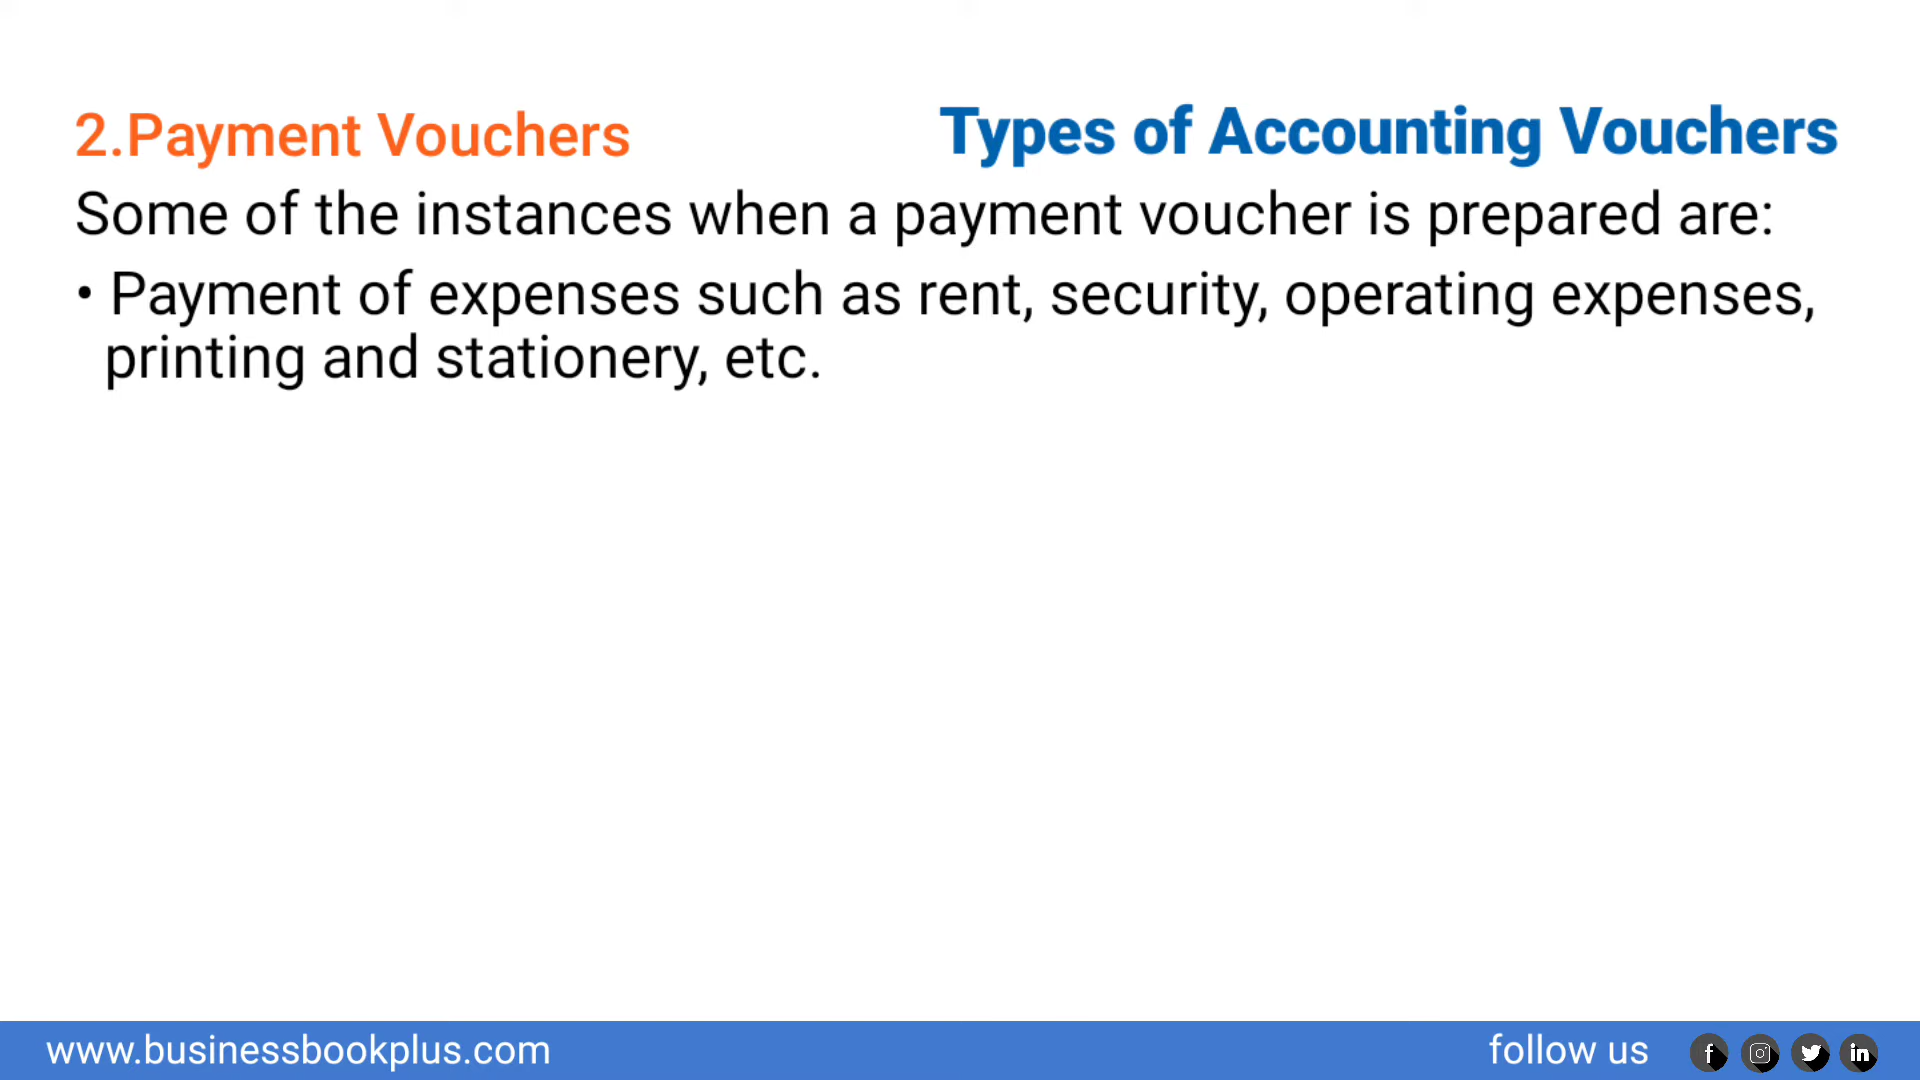 2.Payment Vouchers
Types of Accounting Vouchers
Some of the instances when a payment voucher is prepared are:
• Payment of expenses such as rent, security, operating expenses,
printing and stationery, etc.
www.businessbookplus.com
follow us